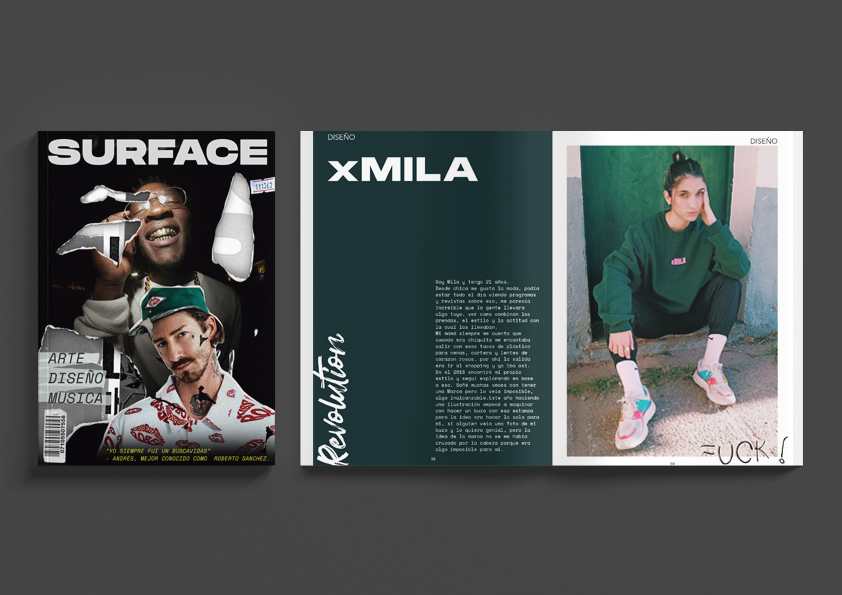 SURFACE
111342
ARTE
DISEÑO
MUSICA
"YO SIEMPRE FUI UN BUSCAVIDAS"
- ANDRÉS, MEJOR CONOCIDO COMO ROBERTO SANCHEZ.
DISEÑO
xMILA
Revolution
Soy Mila y tengo 21 años.
Desde chica me gusta la moda, podía
estar todo el día viendo programas
y revistas sobre eso, me parecía
increíble que la gente llevara
algo tuyo, ver como combinan las
prendas, el estilo y la actitud con
la cual las llevaban.
Mi mamá siempre me cuenta que
cuando era chiquita me encantaba
salir con esos tacos de plástico
para nenas, cartera y lentes de
corazon rosas, por ahí la salida
era ir al shopping y yo iba así.
En el 2016 encontré mi propio
estilo y seguí explorando en base
a eso. Soñé muchas veces con tener
una Marca pero lo veía imposible,
algo inalcanzable.Este año haciendo
una ilustración empecé a maquinar
con hacer un buzo con esa estampa
pero la idea era hacer lo solo para
mí, si alguien veía una foto de mi
buzo y lo quisiera genial, pero la
idea de la marca no se me había
cruzado por la cabeza porque era
algo imposible para mí.
DISEÑO
xMILA
FUCK!